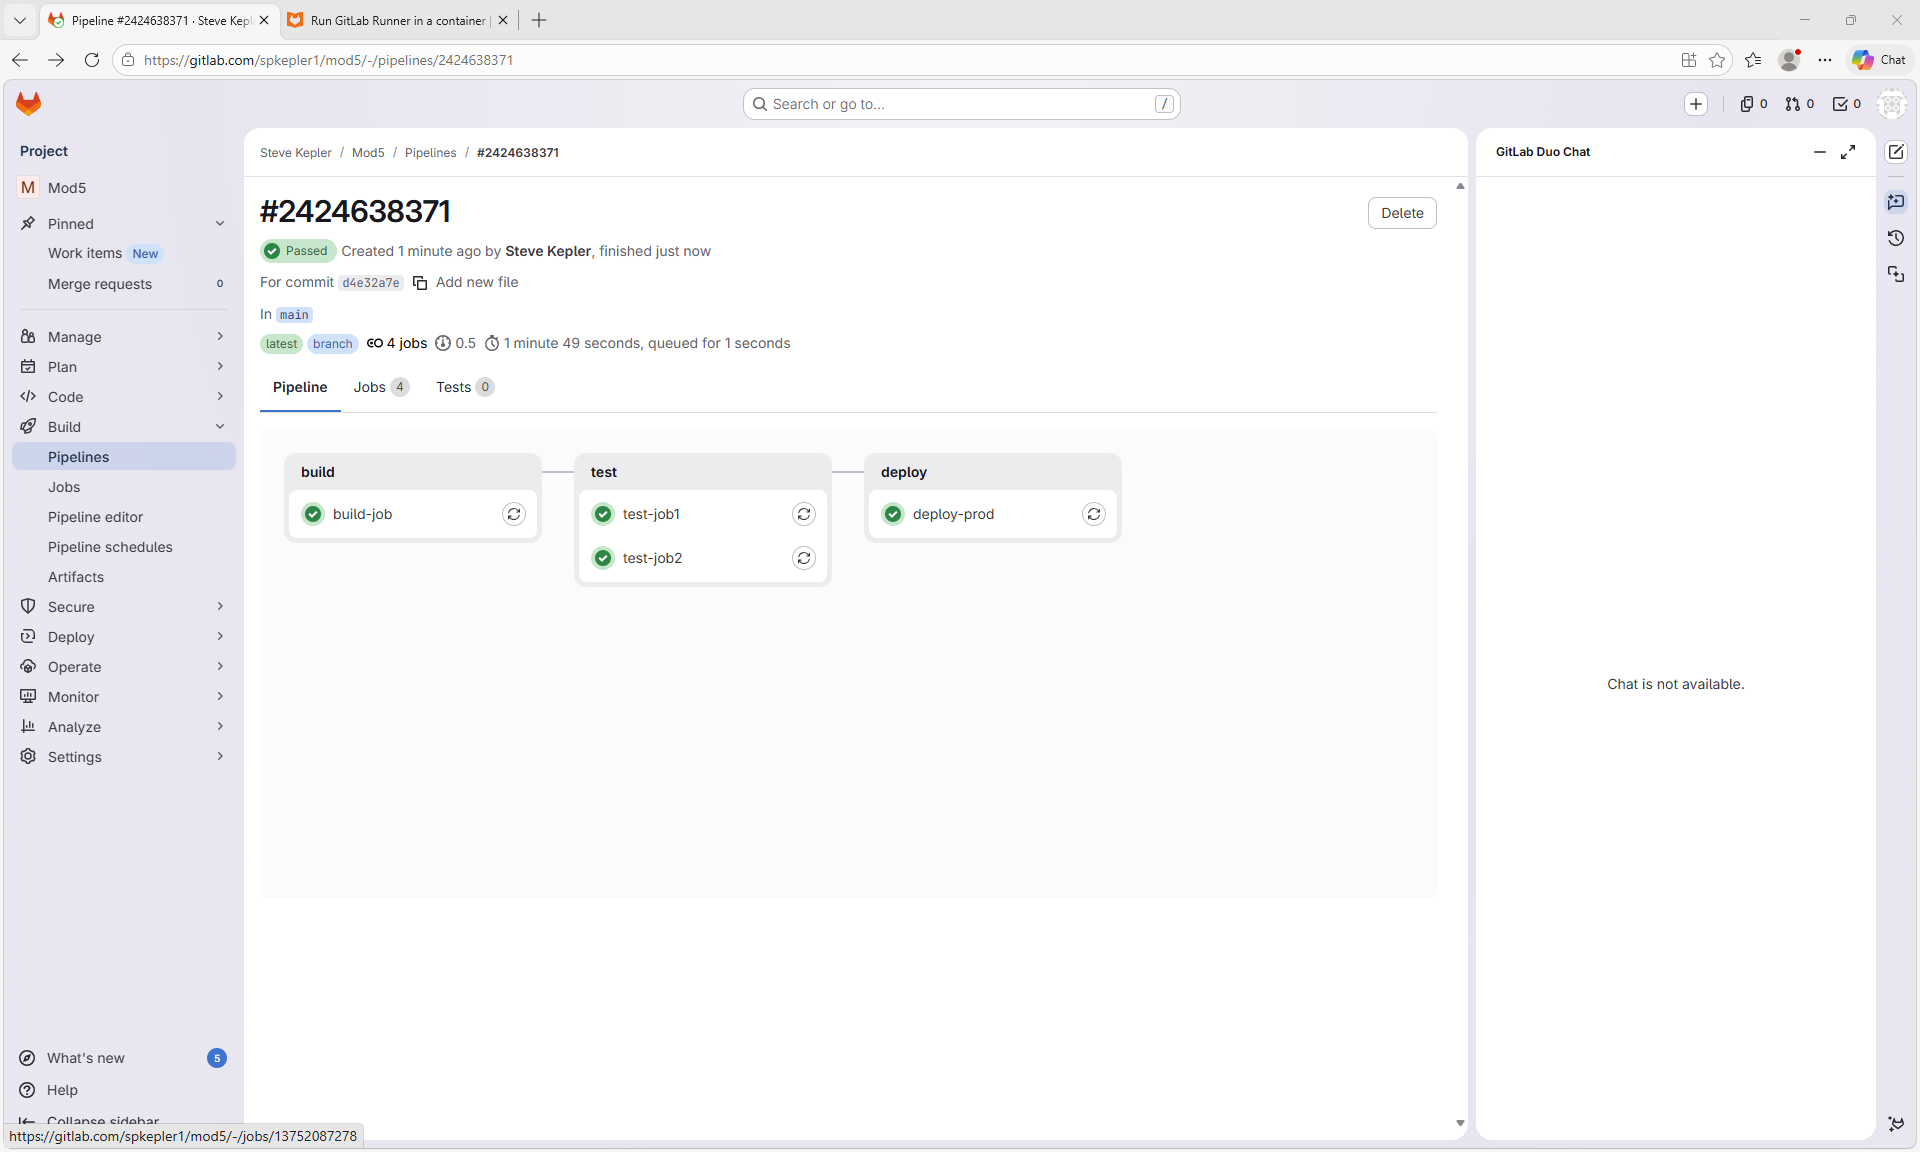 Pipeline #2424638371 · Steve Kepl
Run GitLab Runner in a container |
https://gitlab.com/spkepler1/mod5/-/pipelines/2424638371
Chat
Search or go to...
/
0
0
0
Project
M Mod5
Pinned
Work items New
Merge requests 0
Manage
Plan
Code
Build
Pipelines
Jobs
Pipeline editor
Pipeline schedules
Artifacts
Secure
Deploy
Operate
Monitor
Analyze
Settings
What's new 5
Help
Collapse sidebar
https://gitlab.com/spkepler1/mod5/-/jobs/13752087278
Steve Kepler / Mod5 / Pipelines / #2424638371
#2424638371
Delete
Passed Created 1 minute ago by Steve Kepler, finished just now
For commit d4e32a7e Add new file
In main
latest branch 4 jobs 0.5 1 minute 49 seconds, queued for 1 seconds
Pipeline Jobs 4 Tests 0
build
build-job
test
test-job1
test-job2
deploy
deploy-prod
GitLab Duo Chat
Chat is not available.